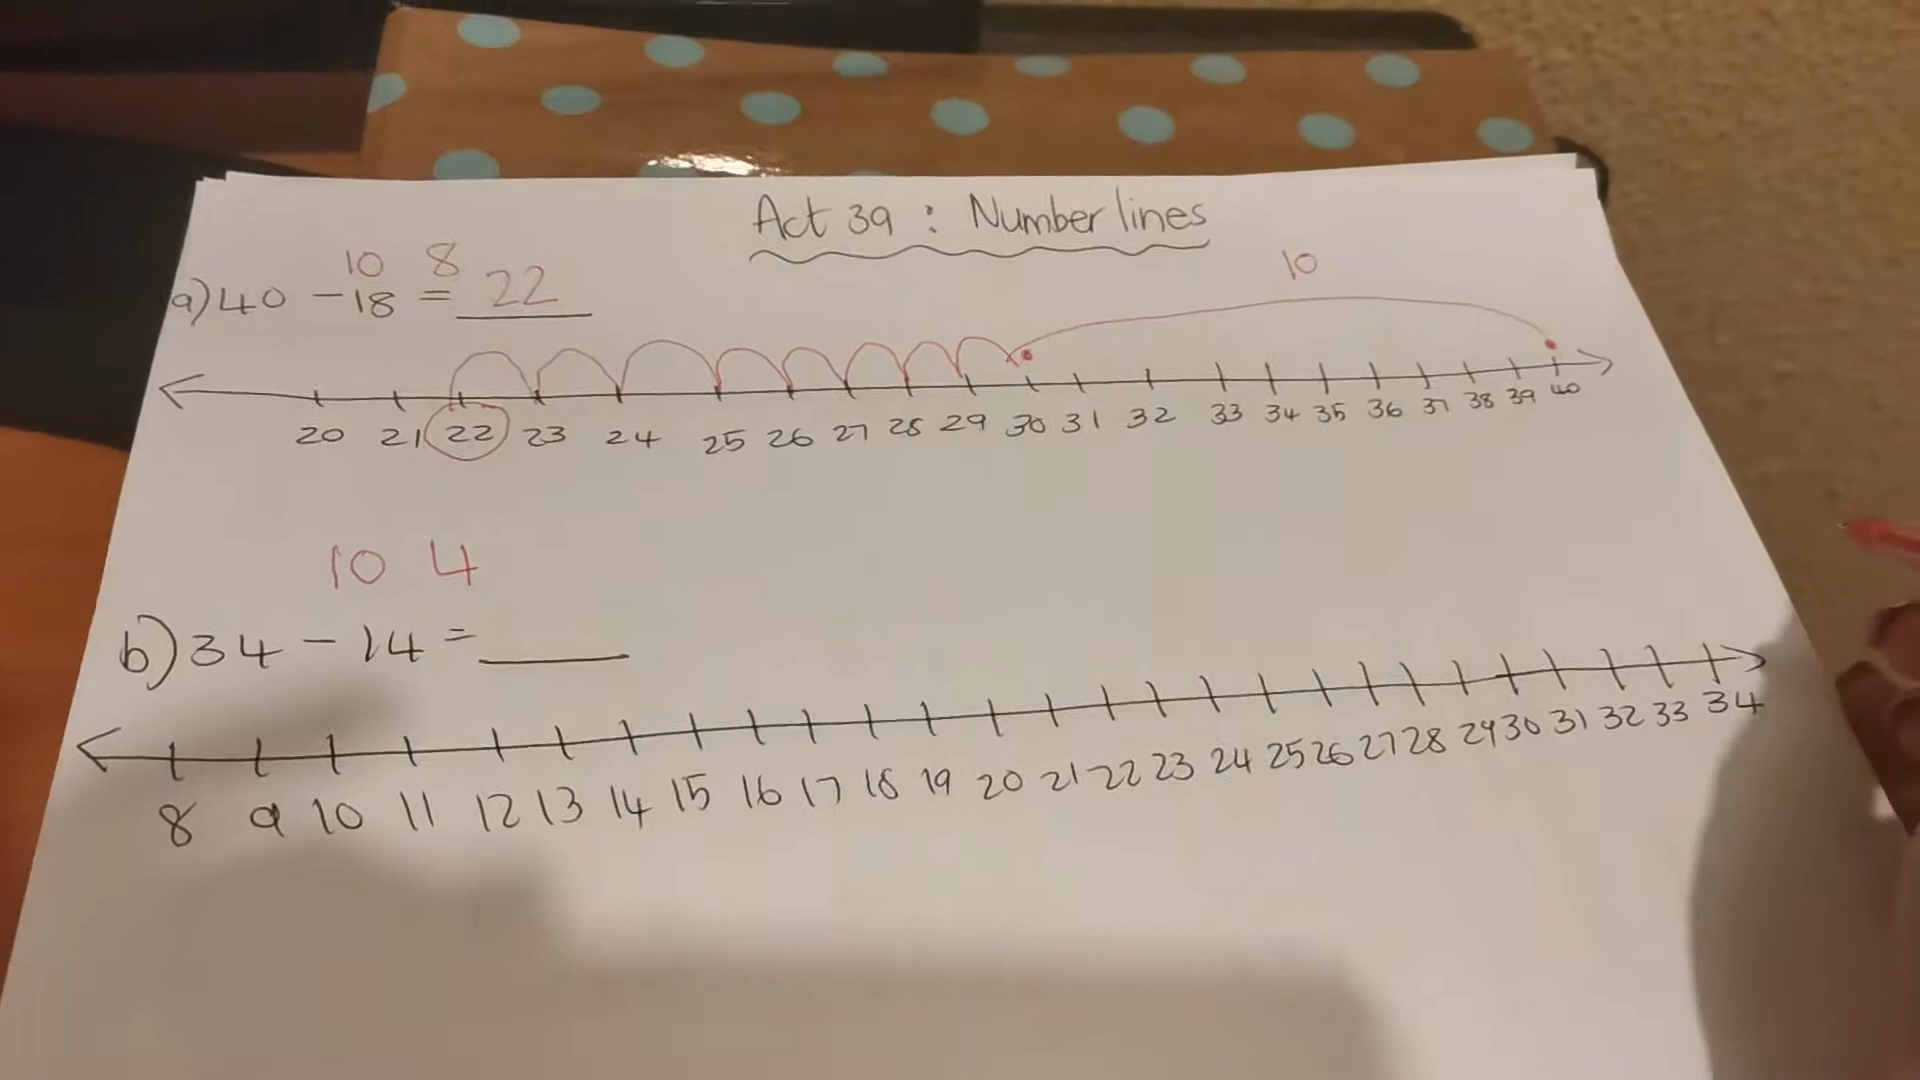 Act 39 : Number lines
10 8
a) 40 - 18 = 22
10
20 21 22 23 24 25 26 27 28 29 30 31 32 33 34 35 36 37 38 39 40
10 4
b) 34 - 14 = ____
8 9 10 11 12 13 14 15 16 17 18 19 20 21 22 23 24 25 26 27 28 29 30 31 32 33 34